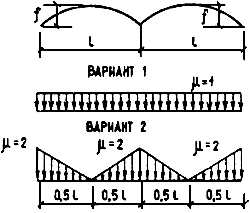 f f
l l
ВАРИАНТ 1
μ=1
ВАРИАНТ 2
μ=2 μ=2 μ=2
0,5 l 0,5 l 0,5 l 0,5 l